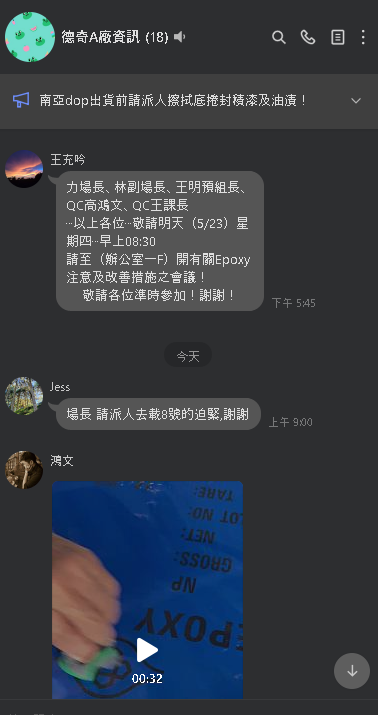 德奇A廠資訊 (18)
南亞dop出貨前請派人擦拭底捲封積漆及油漬！
王充吟
力場長、林副場長、王明預組長、
QC高鴻文、QC王課長
…以上各位…敬請明天（5/23）星
期四…早上08:30
請至（辦公室一F）開有關Epoxy
注意及改善措施之會議！
敬請各位準時參加！謝謝！
下午 5:45
今天
Jess
場長 請派人去載8號的迫緊,謝謝
上午 9:00
鴻文
TARE:
LOT NO:
NET:
GROSS:
NP
EPOXY
00:32